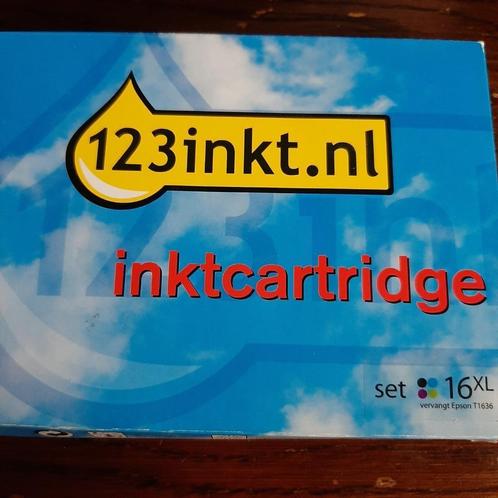 123inkt.nl
inktcartridge
set 16XL
vervangt Epson T1636